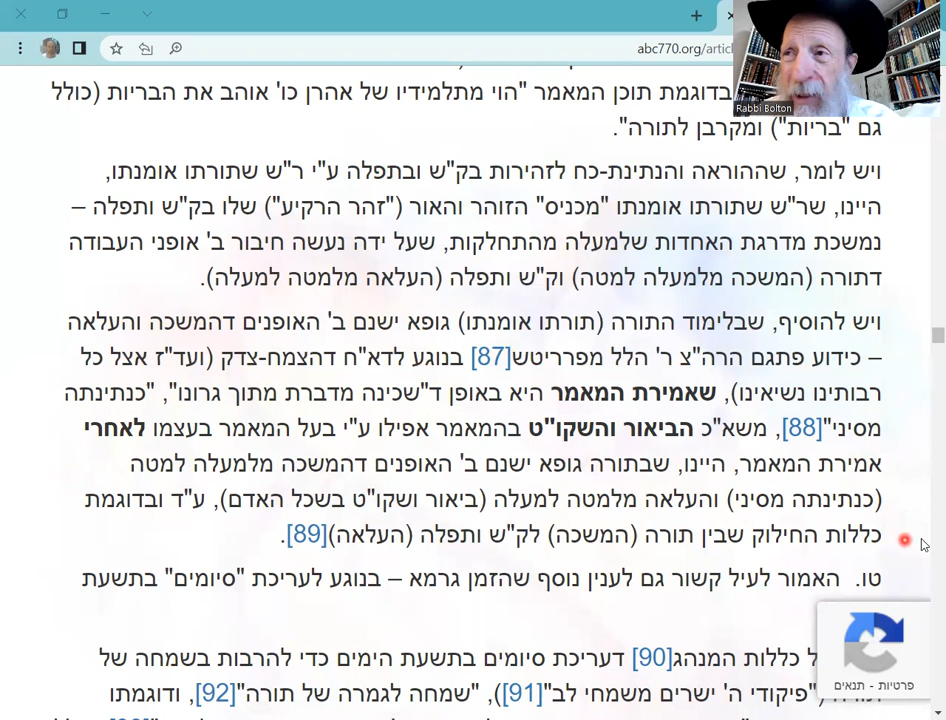 abc770.org/artic
Rabbi Bolton
בדוגמת תוכן המאמר "הוי מתלמידיו של אהרן כו' אוהב את הבריות (כולל
גם "בריות") ומקרבן לתורה".
ויש לומר, שההוראה והנתינת-כח לזהירות בק"ש ובתפלה ע"י ר"ש שתורתו אומנתו,
היינו, שר"ש שתורתו אומנתו "מכניס" הזוהר והאור ("זהר הרקיע") שלו בק"ש ותפלה –
נמשכת מדרגת האחדות שלמעלה מהתחלקות, שעל ידה נעשה חיבור ב' אופני העבודה
דתורה (המשכה מלמעלה למטה) וק"ש ותפלה (העלאה מלמטה למעלה).
ויש להוסיף, שבלימוד התורה (תורתו אומנתו) גופא ישנם ב' האופנים דהמשכה והעלאה
– כידוע פתגם הרה"צ ר' הלל מפרריטש[87] בנוגע לדא"ח דהצמח-צדק (ועד"ז אצל כל
רבותינו נשיאינו), שאמירת המאמר היא באופן ד"שכינה מדברת מתוך גרונו", "כנתינתה
מסיני"[88], משא"כ הביאור והשקו"ט בהמאמר אפילו ע"י בעל המאמר בעצמו לאחרי
אמירת המאמר, היינו, שבתורה גופא ישנם ב' האופנים דהמשכה מלמעלה למטה
(כנתינתה מסיני) והעלאה מלמטה למעלה (ביאור ושקו"ט בשכל האדם), ע"ד ובדוגמת
כללות החילוק שבין תורה (המשכה) לק"ש ותפלה (העלאה)[89].
טו. האמור לעיל קשור גם לענין נוסף שהזמן גרמא – בנוגע לעריכת "סיומים" בתשעת
כללות המנהג[90] דעריכת סיומים בתשעת הימים כדי להרבות בשמחה של
("פיקודי ה' ישרים משמחי לב"[91]), "שמחה לגמרה של תורה"[92], ודוגמתו
פרטיות - תנאים